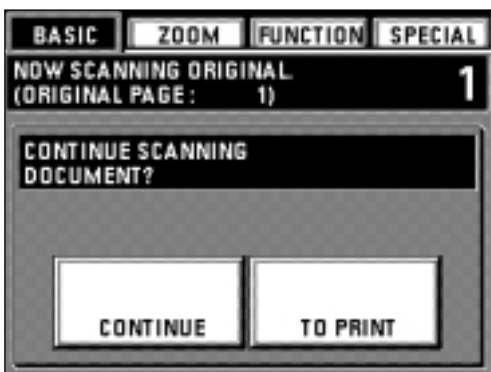 BASIC ZOOM FUNCTION SPECIAL
NOW SCANNING ORIGINAL.
(ORIGINAL PAGE : 1) 1
CONTINUE SCANNING
DOCUMENT?
CONTINUE TO PRINT